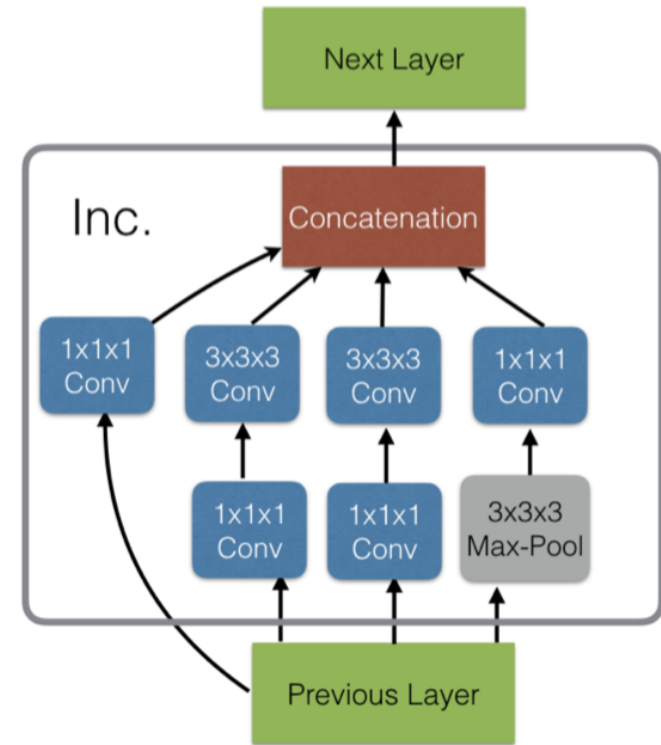 Next Layer
Inc.
Concatenation
1x1x1
Conv
3x3x3
Conv
3x3x3
Conv
1x1x1
Conv
1x1x1
Conv
1x1x1
Conv
3x3x3
Max-Pool
Previous Layer